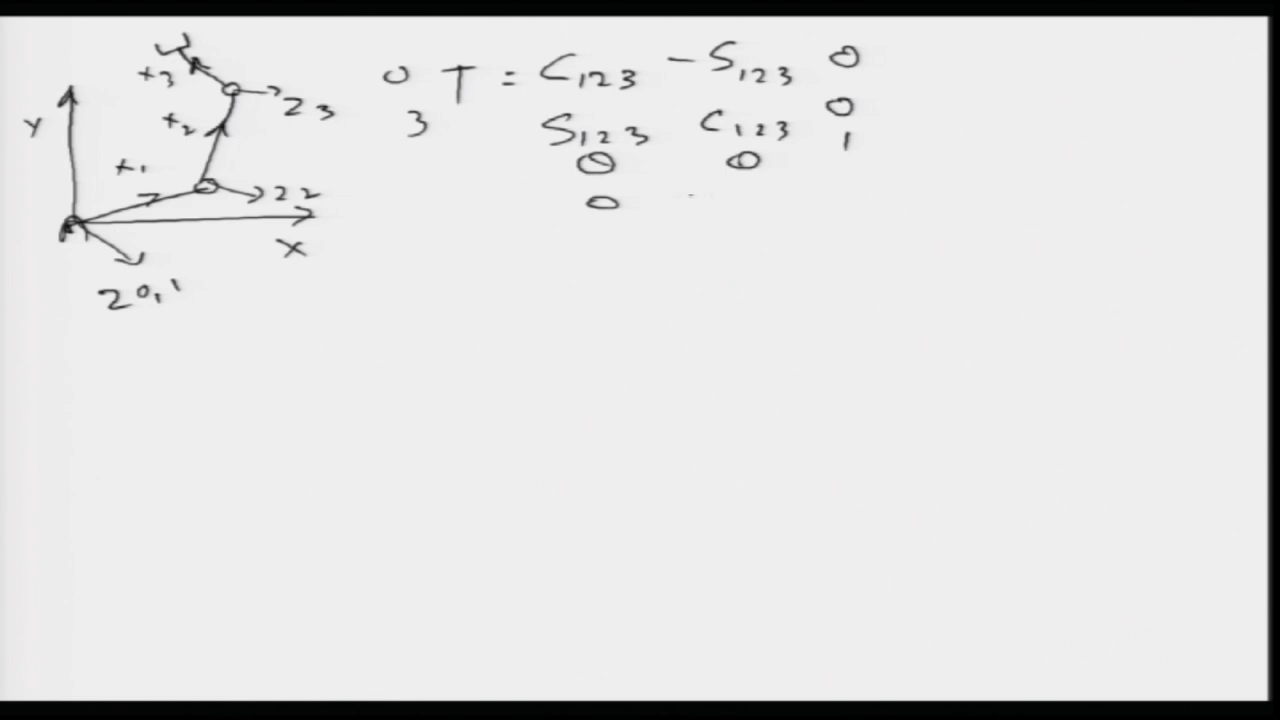 x3 Z3
Y x2
x1 Z2
X
Z0,1
0 T = C123 -S123 0
3 S123 C123 0
0 0 1
0